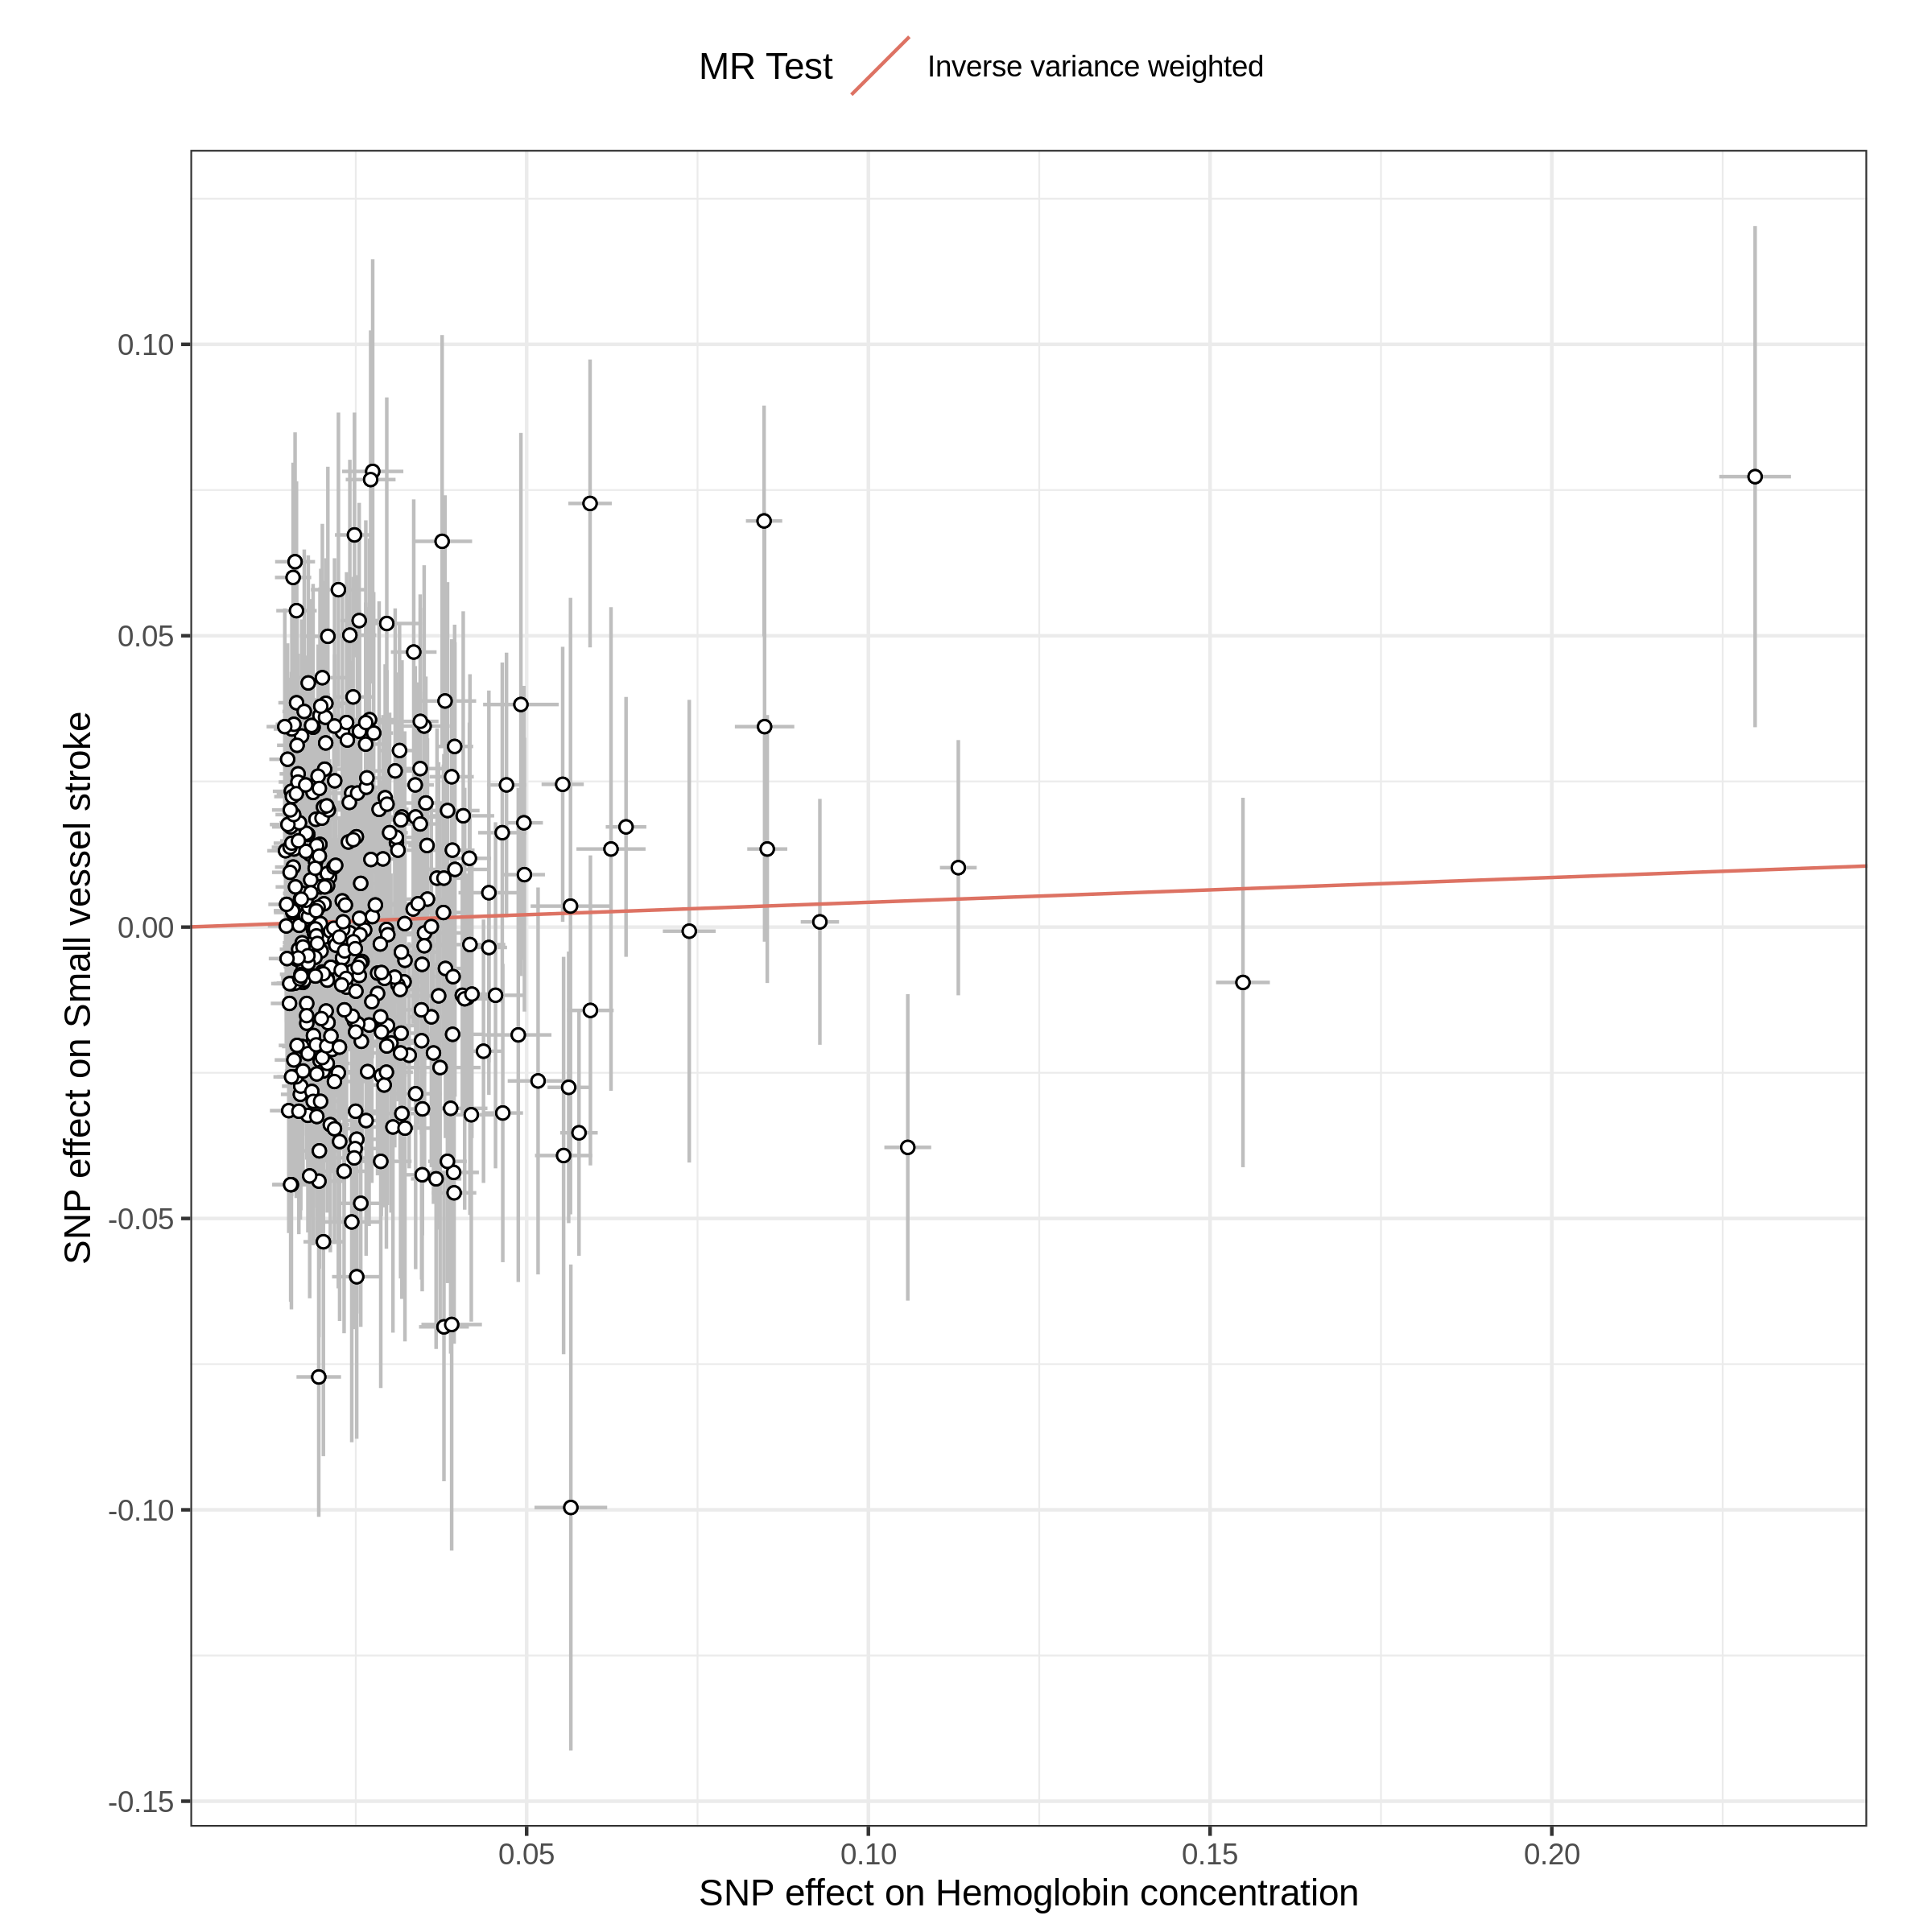 MR Test Inverse variance weighted
SNP effect on Small vessel stroke
0.10
0.05
0.00
-0.05
-0.10
-0.15
0.05 0.10 0.15 0.20
SNP effect on Hemoglobin concentration